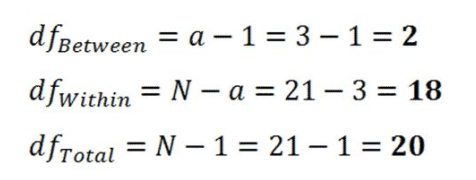 df_Between = a − 1 = 3 − 1 = 2
df_Within = N − a = 21 − 3 = 18
df_Total = N − 1 = 21 − 1 = 20